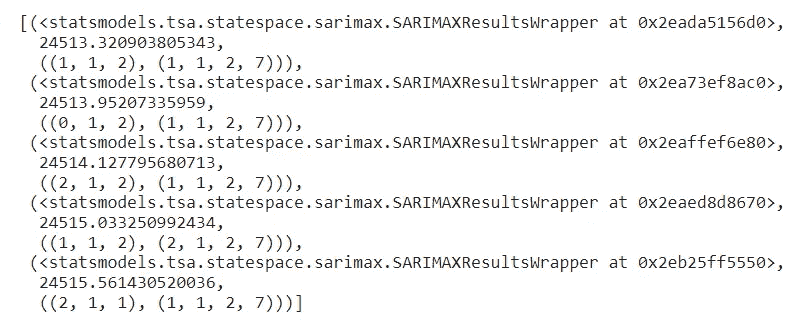 [(<statsmodels.tsa.statespace.sarimax.SARIMAXResultsWrapper at 0x2eada5156d0>,
24513.320903805343,
((1, 1, 2), (1, 1, 2, 7))),
(<statsmodels.tsa.statespace.sarimax.SARIMAXResultsWrapper at 0x2ea73ef8ac0>,
24513.95207335959,
((0, 1, 2), (1, 1, 2, 7))),
(<statsmodels.tsa.statespace.sarimax.SARIMAXResultsWrapper at 0x2eaffef6e80>,
24514.127795680713,
((2, 1, 2), (1, 1, 2, 7))),
(<statsmodels.tsa.statespace.sarimax.SARIMAXResultsWrapper at 0x2eaed8d8670>,
24515.033250992434,
((1, 1, 2), (2, 1, 2, 7))),
(<statsmodels.tsa.statespace.sarimax.SARIMAXResultsWrapper at 0x2eb25ff5550>,
24515.561430520036,
((2, 1, 1), (1, 1, 2, 7)))]